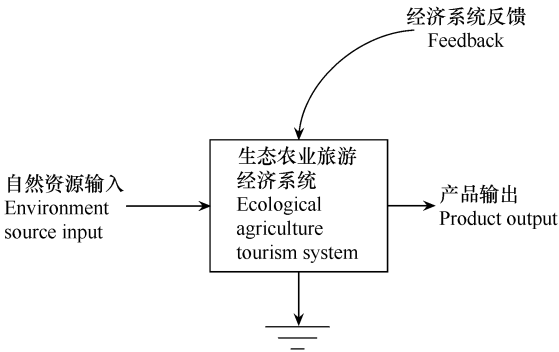 经济系统反馈
Feedback
自然资源输入
Environment
source input
生态农业旅游
经济系统
Ecological
agriculture
tourism system
产品输出
Product output